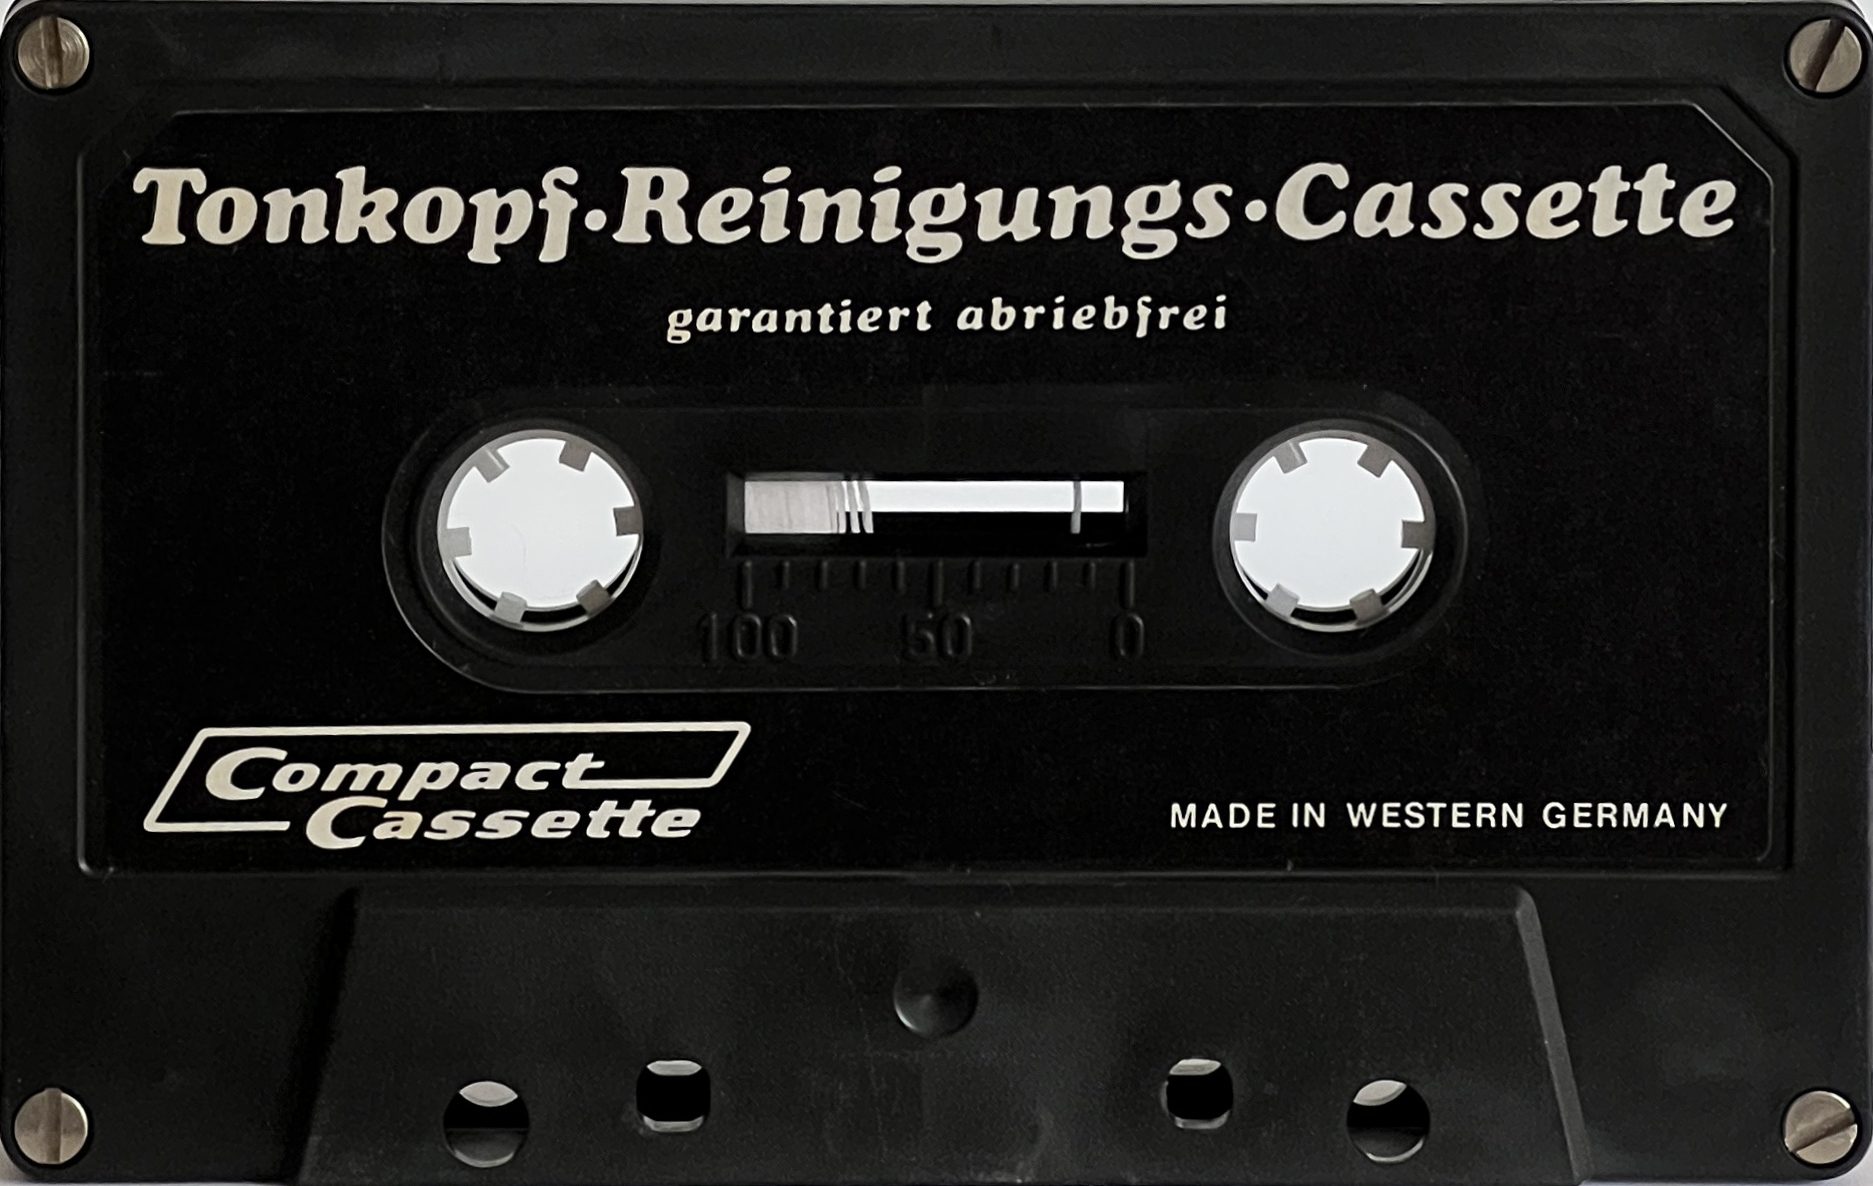 Tonkopf·Reinigungs·Cassette
garantiert abriebfrei
100 50 0
Compact
Cassette
MADE IN WESTERN GERMANY